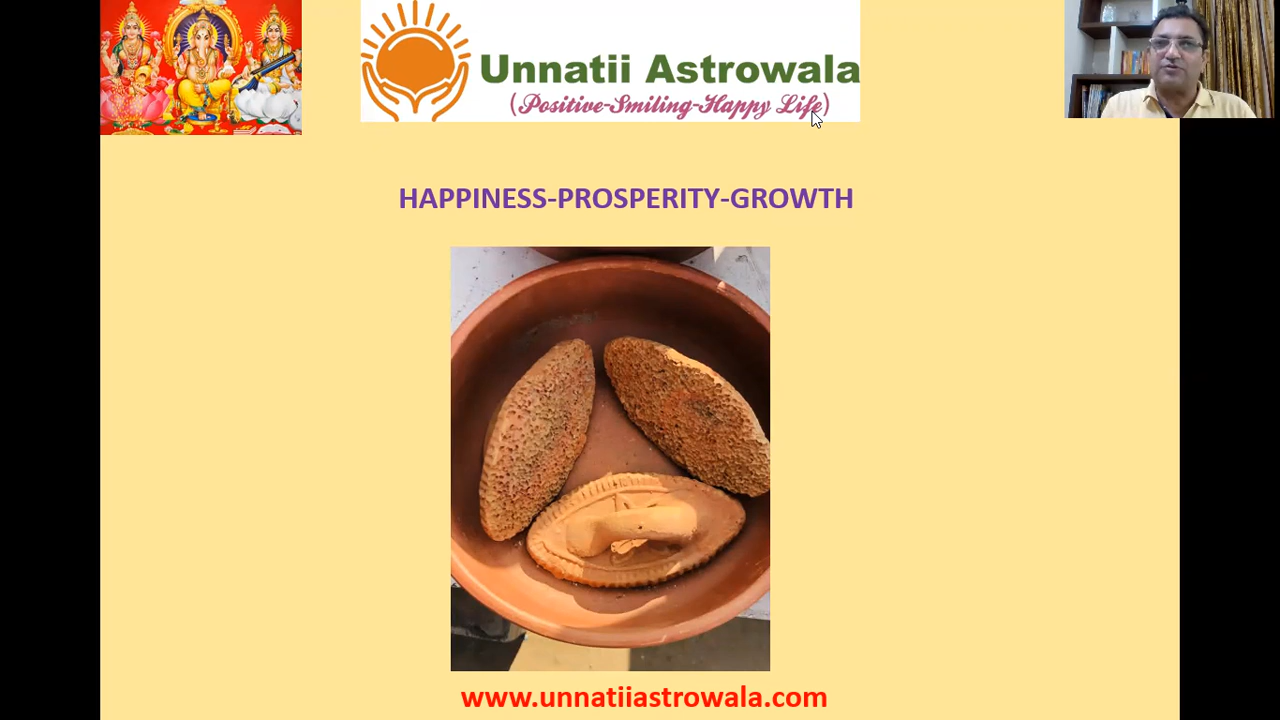 Unnatii Astrowala
(Positive-Smiling-Happy Life)
HAPPINESS-PROSPERITY-GROWTH
www.unnatiiastrowala.com